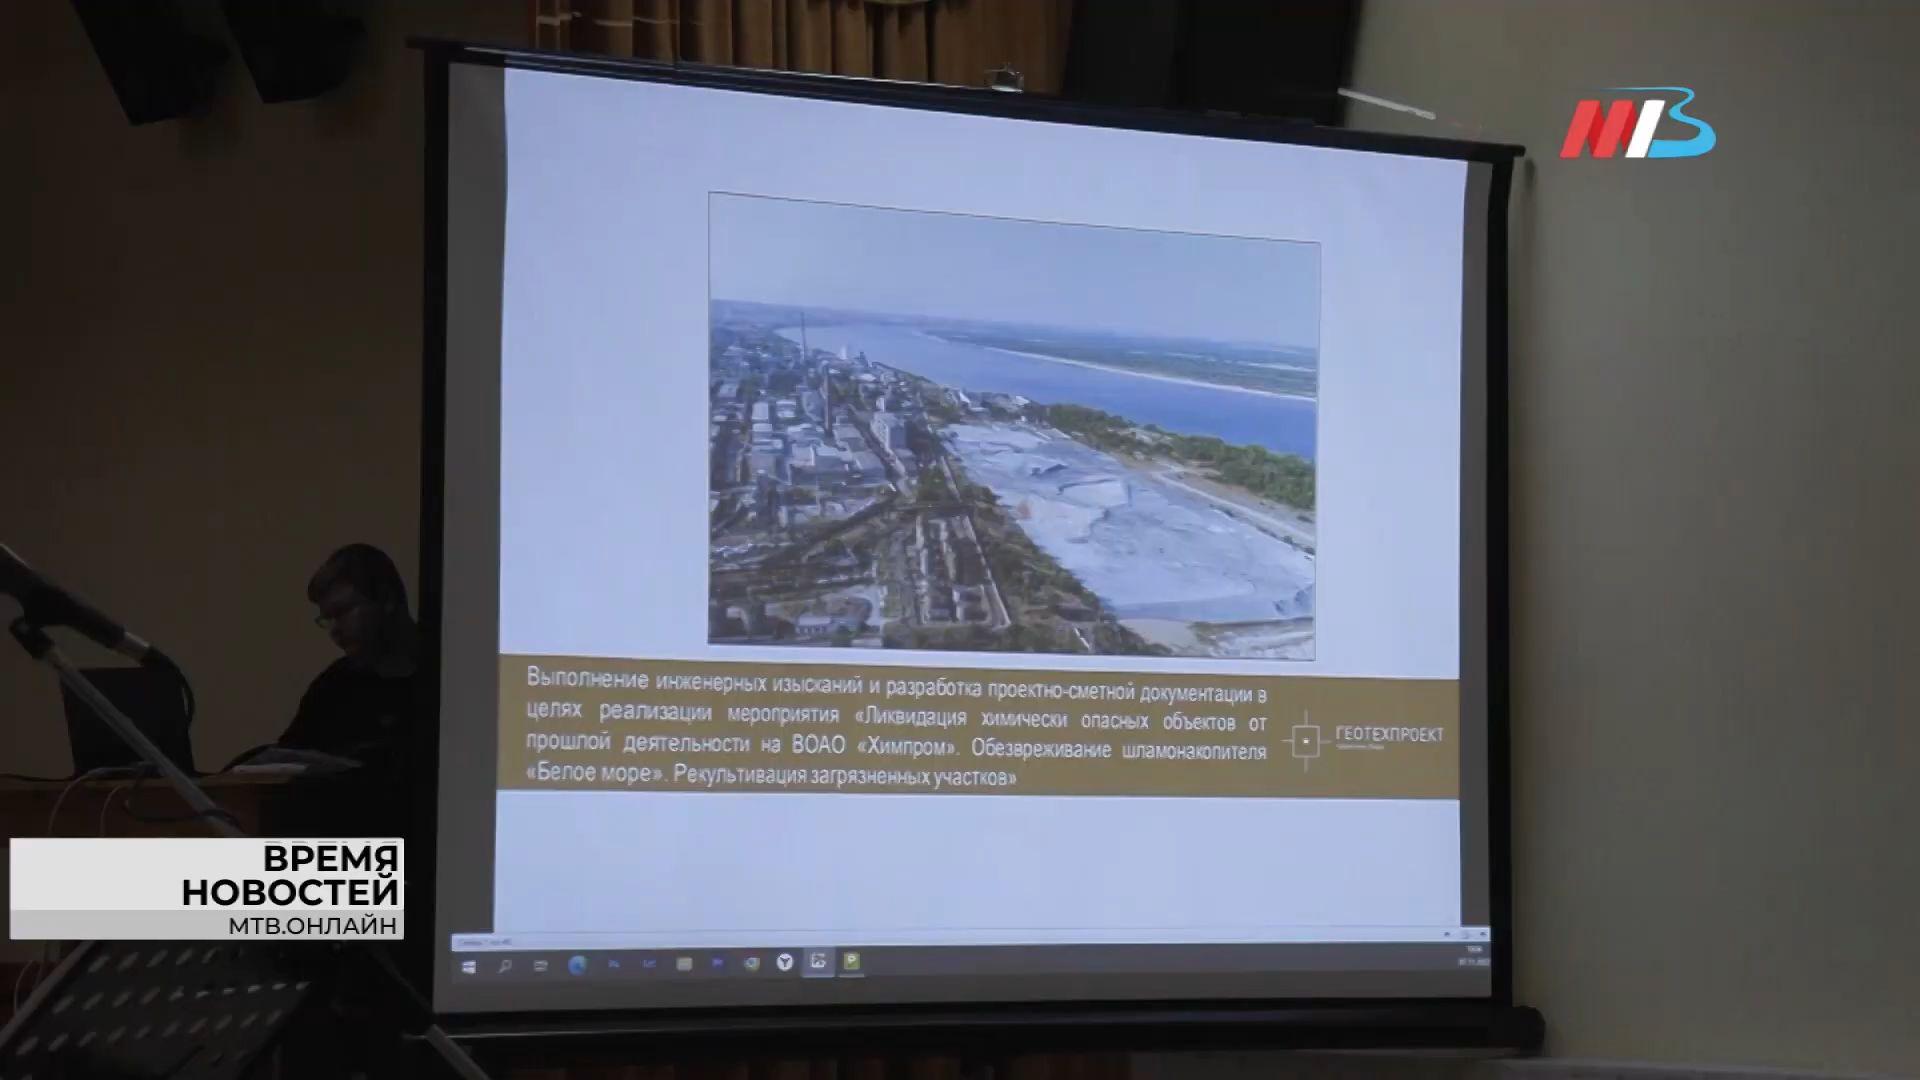 МТВ
Выполнение инженерных изысканий и разработка проектно-сметной документации в
целях реализации мероприятия «Ликвидация химически опасных объектов от
прошлой деятельности на ВОАО «Химпром». Обезвреживание шламонакопителя
«Белое море». Рекультивация загрязненных участков»
ГЕОТЕХПРОЕКТ
ВРЕМЯ
НОВОСТЕЙ
МТВ.ОНЛАЙН